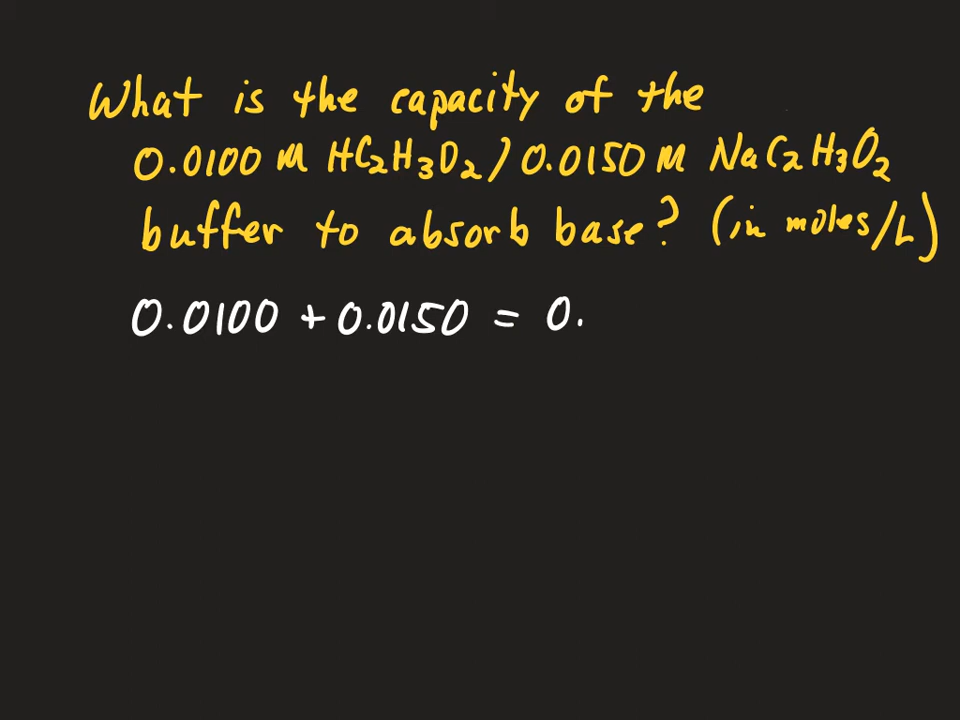 What is the capacity of the
0.0100 M HC₂H₃O₂/0.0150 M NaC₂H₃O₂
buffer to absorb base? (in moles/L)
0.0100 + 0.0150 = 0.